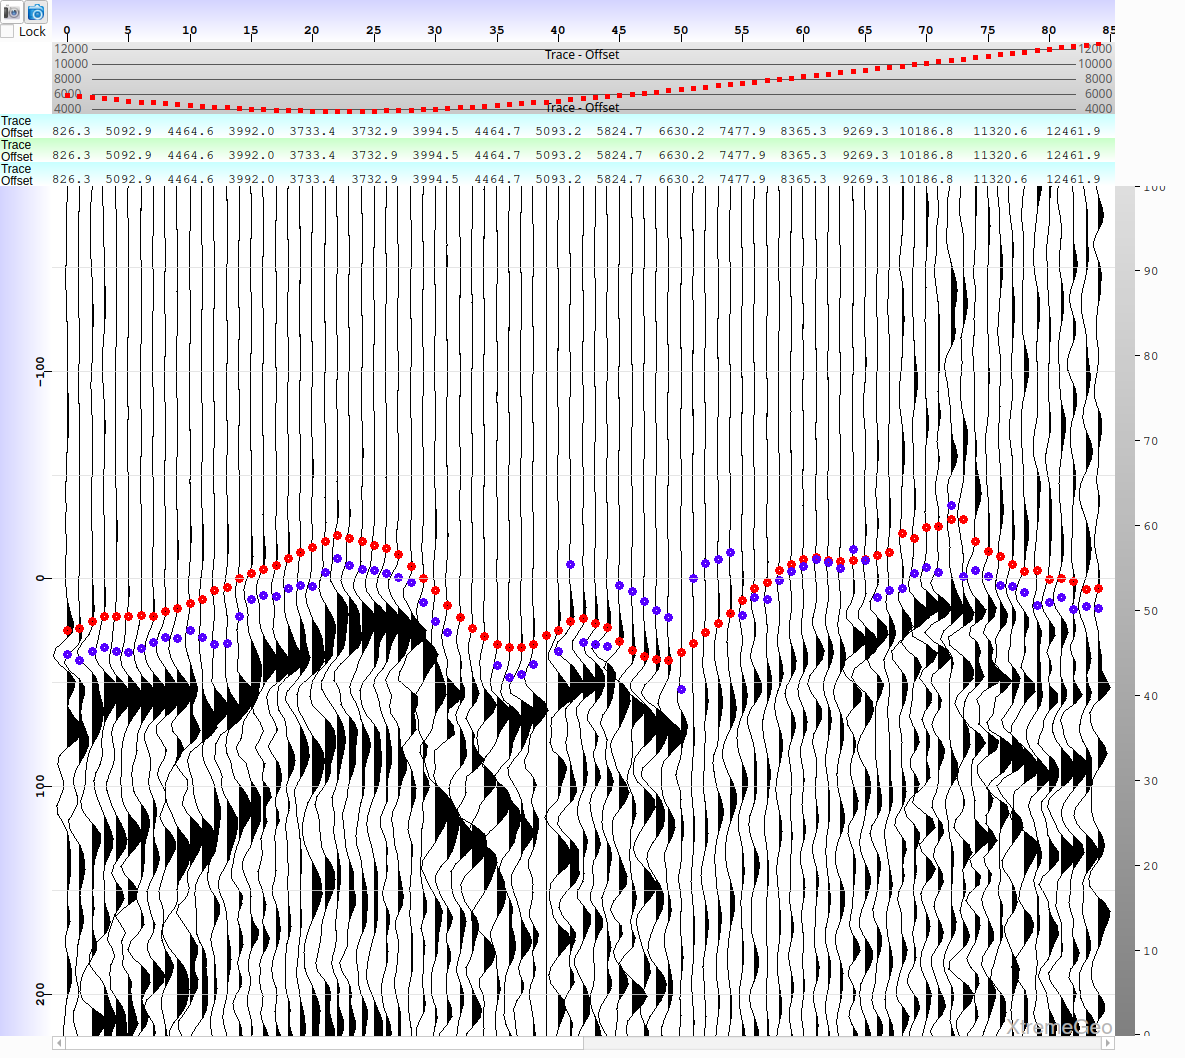 Lock
0 5 10 15 20 25 30 35 40 45 50 55 60 65 70 75 80 85
12000 Trace - Offset 12000
10000 10000
8000 8000
6000 6000
4000 Trace - Offset 4000
Trace
Offset 826.3 5092.9 4464.6 3992.0 3733.4 3732.9 3994.5 4464.7 5093.2 5824.7 6630.2 7477.9 8365.3 9269.3 10186.8 11320.6 12461.9
Trace
Offset 826.3 5092.9 4464.6 3992.0 3733.4 3732.9 3994.5 4464.7 5093.2 5824.7 6630.2 7477.9 8365.3 9269.3 10186.8 11320.6 12461.9
Trace
Offset 826.3 5092.9 4464.6 3992.0 3733.4 3732.9 3994.5 4464.7 5093.2 5824.7 6630.2 7477.9 8365.3 9269.3 10186.8 11320.6 12461.9
100
90
-100
80
70
60
0
50
40
30
100
20
10
200
XtremeGeo
0